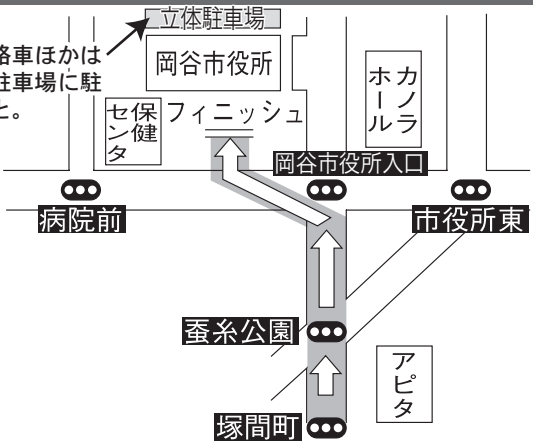 立体駐車場
路車ほかは
駐車場に駐
と。
岡谷市役所
保健
センタ
フィニッシュ
カノラ
ホール
岡谷市役所入口
病院前
市役所東
蚕糸公園
アピタ
塚間町